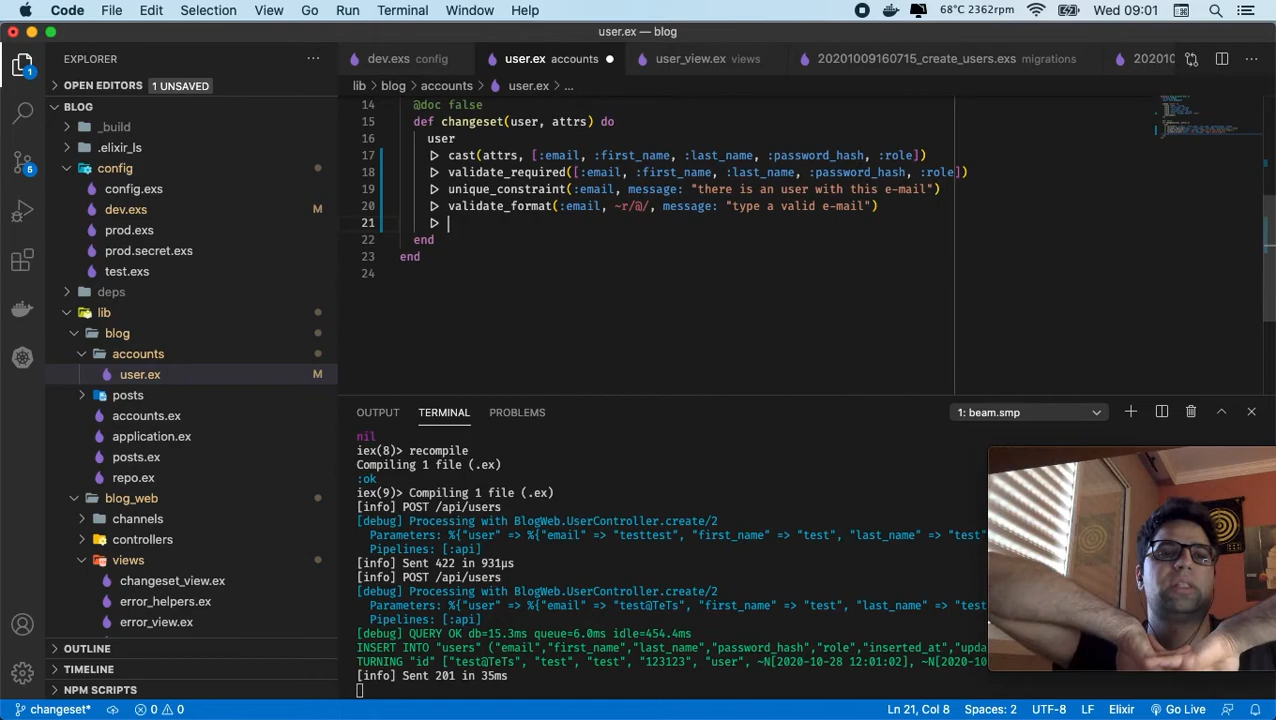 Code File Edit Selection View Go Run Terminal Window Help 68°C 2362rpm Wed 09:01
user.ex — blog
EXPLORER
dev.exs config
user.ex accounts
user_view.ex views
20201009160715_create_users.exs migrations
202010
OPEN EDITORS 1 UNSAVED
lib > blog > accounts > user.ex > ...
BLOG
_build
.elixir_ls
config
config.exs
dev.exs M
prod.exs
prod.secret.exs
test.exs
deps
lib
blog
accounts
user.ex M
posts
accounts.ex
application.ex
posts.ex
repo.ex
blog_web
channels
controllers
views
changeset_view.ex
error_helpers.ex
error_view.ex
OUTLINE
TIMELINE
NPM SCRIPTS
14 @doc false
15 def changeset(user, attrs) do
16 user
17 |> cast(attrs, [:email, :first_name, :last_name, :password_hash, :role])
18 |> validate_required([:email, :first_name, :last_name, :password_hash, :role])
19 |> unique_constraint(:email, message: "there is an user with this e-mail")
20 |> validate_format(:email, ~r/@/, message: "type a valid e-mail")
21 |>
22 end
23 end
24
OUTPUT TERMINAL PROBLEMS 1: beam.smp
nil
iex(8)> recompile
Compiling 1 file (.ex)
:ok
iex(9)> Compiling 1 file (.ex)
[info] POST /api/users
[debug] Processing with BlogWeb.UserController.create/2
Parameters: %{"user" => %{"email" => "testtest", "first_name" => "test", "last_name" => "test"
Pipelines: [:api]
[info] Sent 422 in 931µs
[info] POST /api/users
[debug] Processing with BlogWeb.UserController.create/2
Parameters: %{"user" => %{"email" => "test@TeTs", "first_name" => "test", "last_name" => "test
Pipelines: [:api]
[debug] QUERY OK db=15.3ms queue=6.0ms idle=454.4ms
INSERT INTO "users" ("email","first_name","last_name","password_hash","role","inserted_at","upda
TURNING "id" ["test@TeTs", "test", "test", "123123", "user", ~N[2020-10-28 12:01:02], ~N[2020-10
[info] Sent 201 in 35ms
1
5
changeset* 0 0 Ln 21, Col 8 Spaces: 2 UTF-8 LF Elixir Go Live